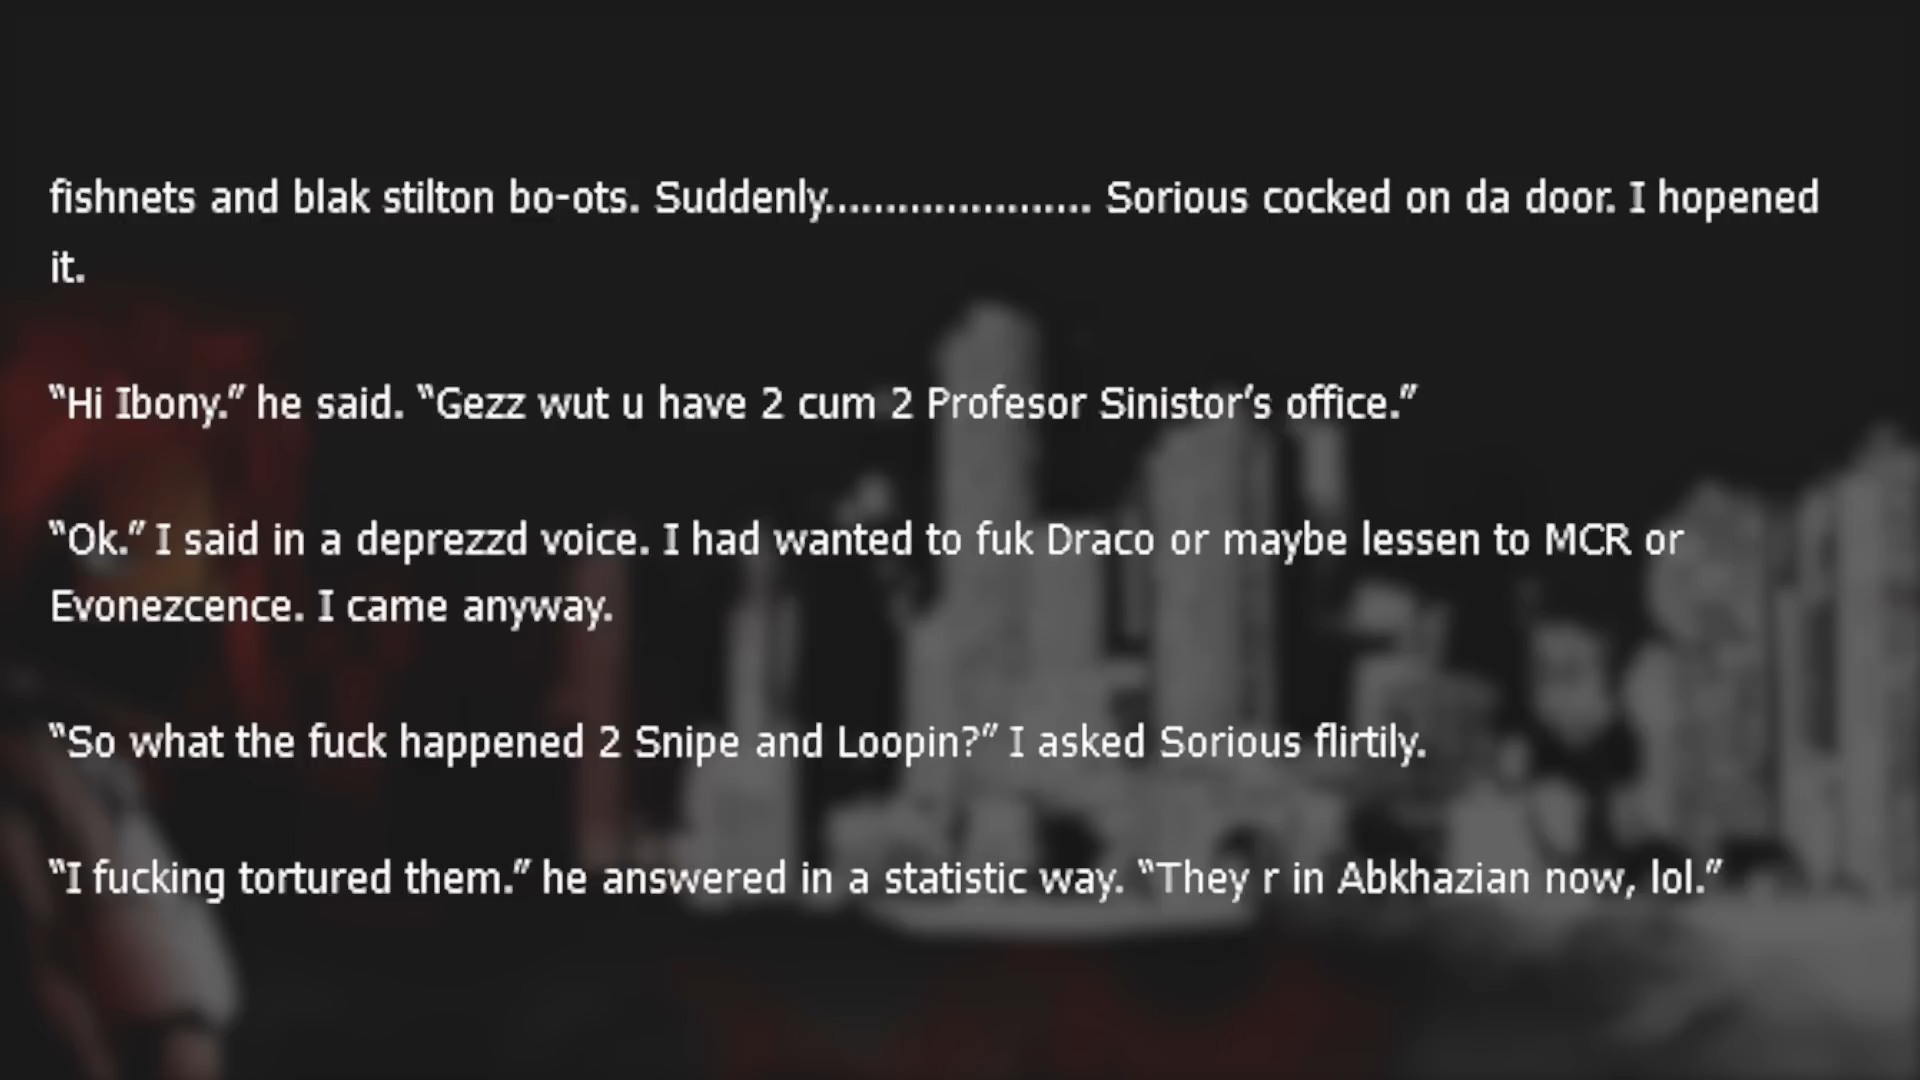 fishnets and blak stilton bo-ots. Suddenly...................... Sorious cocked on da door. I hopened
it.
“Hi Ibony.” he said. “Gezz wut u have 2 cum 2 Profesor Sinistor’s office.”
“Ok.” I said in a deprezzd voice. I had wanted to fuk Draco or maybe lessen to MCR or
Evonezcence. I came anyway.
“So what the fuck happened 2 Snipe and Loopin?” I asked Sorious flirtily.
“I fucking tortured them.” he answered in a statistic way. “They r in Abkhazian now, lol.”